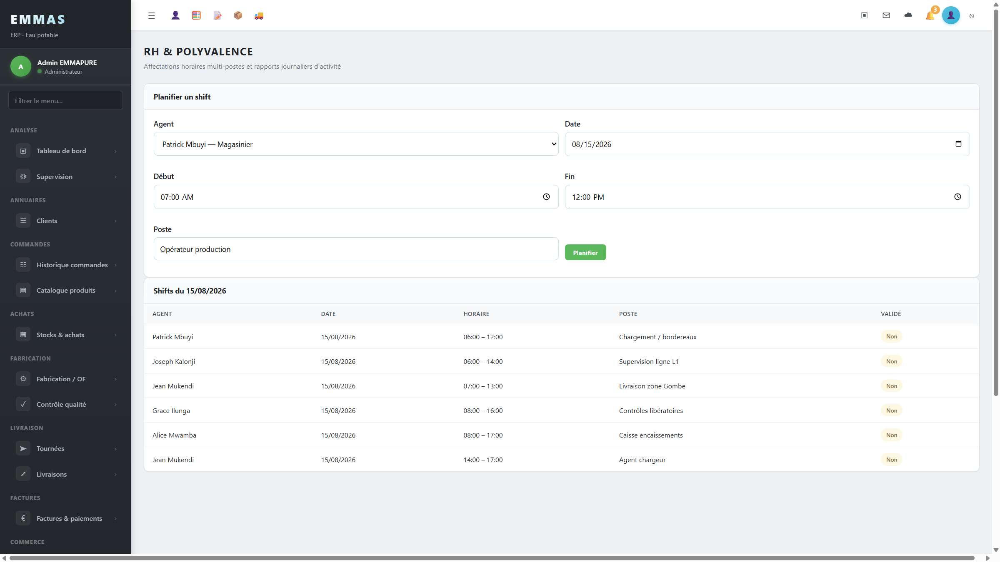 EMMAS
ERP · Eau potable
A
Admin EMMAPURE
Administrateur
Filtrer le menu...
ANALYSE
Tableau de bord
Supervision
ANNUAIRES
Clients
COMMANDES
Historique commandes
Catalogue produits
ACHATS
Stocks & achats
FABRICATION
Fabrication / OF
Contrôle qualité
LIVRAISON
Tournées
Livraisons
FACTURES
€ Factures & paiements
COMMERCE
3
RH & POLYVALENCE
Affectations horaires multi-postes et rapports journaliers d'activité
Planifier un shift
Agent Date
Patrick Mbuyi — Magasinier 08/15/2026
Début Fin
07:00 AM 12:00 PM
Poste
Opérateur production Planifier
Shifts du 15/08/2026
AGENT DATE HORAIRE POSTE VALIDÉ
Patrick Mbuyi 15/08/2026 06:00 – 12:00 Chargement / bordereaux Non
Joseph Kalonji 15/08/2026 06:00 – 14:00 Supervision ligne L1 Non
Jean Mukendi 15/08/2026 07:00 – 13:00 Livraison zone Gombe Non
Grace Ilunga 15/08/2026 08:00 – 16:00 Contrôles libératoires Non
Alice Mwamba 15/08/2026 08:00 – 17:00 Caisse encaissements Non
Jean Mukendi 15/08/2026 14:00 – 17:00 Agent chargeur Non